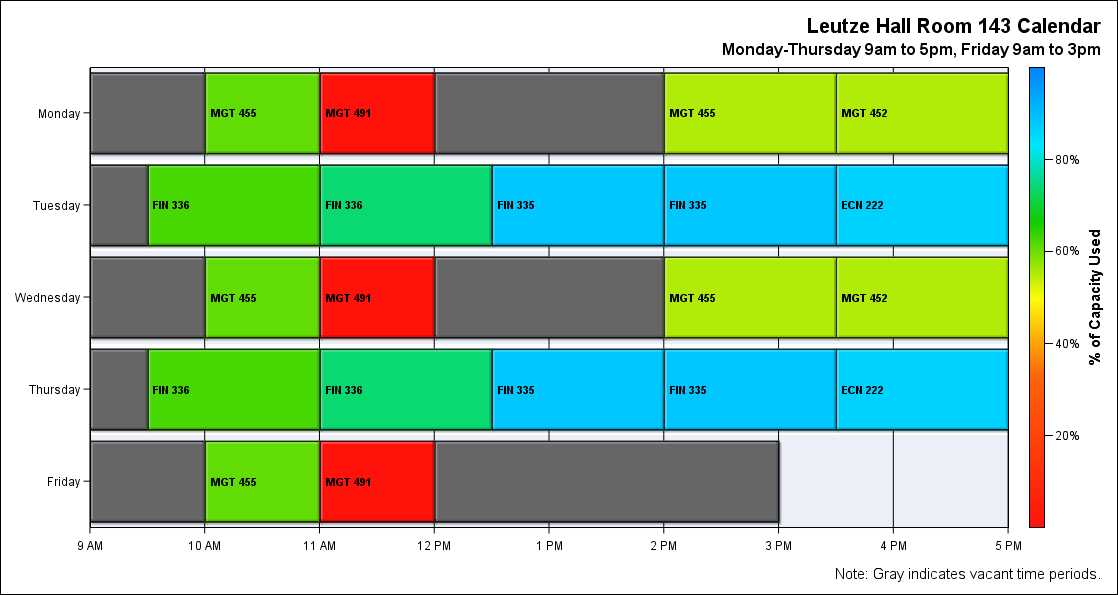 Leutze Hall Room 143 Calendar
Monday-Thursday 9am to 5pm, Friday 9am to 3pm
Monday
MGT 455
MGT 491
MGT 455
MGT 452
Tuesday
FIN 336
FIN 336
FIN 335
FIN 335
ECN 222
Wednesday
MGT 455
MGT 491
MGT 455
MGT 452
Thursday
FIN 336
FIN 336
FIN 335
FIN 335
ECN 222
Friday
MGT 455
MGT 491
9 AM
10 AM
11 AM
12 PM
1 PM
2 PM
3 PM
4 PM
5 PM
80%
60%
40%
20%
% of Capacity Used
Note: Gray indicates vacant time periods.